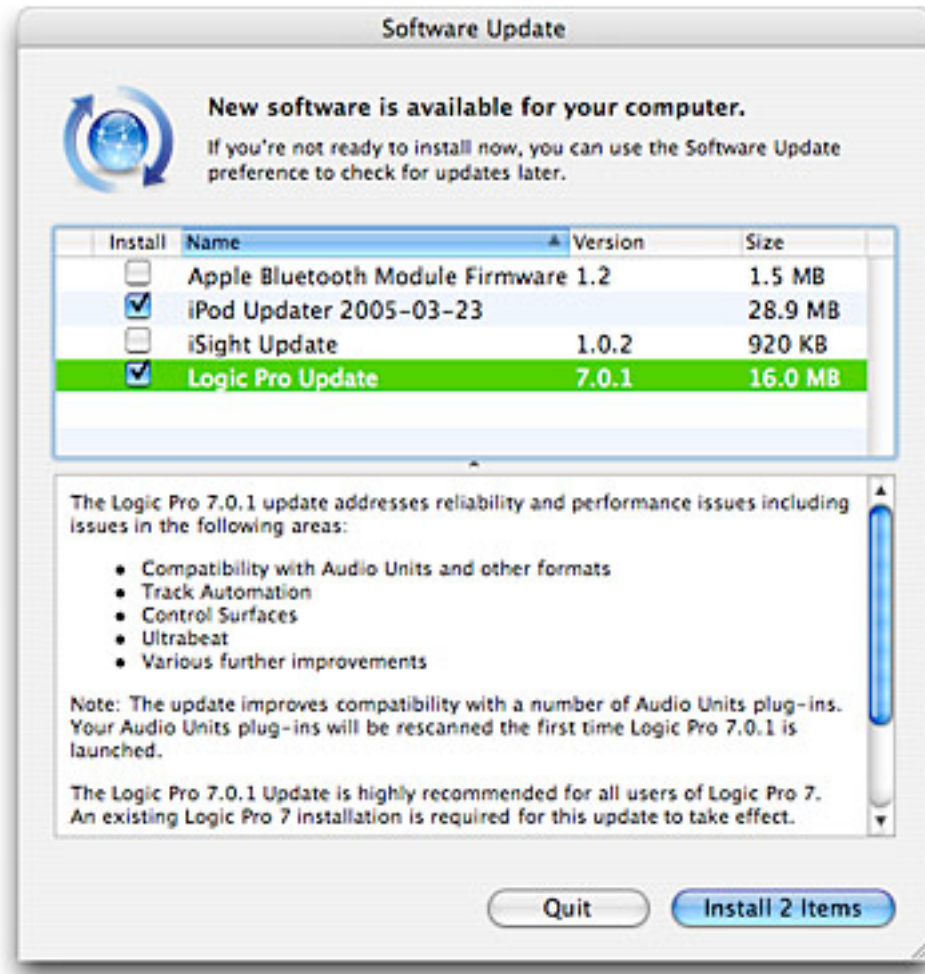 Software Update
New software is available for your computer.
If you're not ready to install now, you can use the Software Update
preference to check for updates later.
Install Name Version Size
Apple Bluetooth Module Firmware 1.2 1.5 MB
iPod Updater 2005-03-23 28.9 MB
iSight Update 1.0.2 920 KB
Logic Pro Update 7.0.1 16.0 MB
The Logic Pro 7.0.1 update addresses reliability and performance issues including
issues in the following areas:
• Compatibility with Audio Units and other formats
• Track Automation
• Control Surfaces
• Ultrabeat
• Various further improvements
Note: The update improves compatibility with a number of Audio Units plug-ins.
Your Audio Units plug-ins will be rescanned the first time Logic Pro 7.0.1 is
launched.
The Logic Pro 7.0.1 Update is highly recommended for all users of Logic Pro 7.
An existing Logic Pro 7 installation is required for this update to take effect.
Quit Install 2 Items